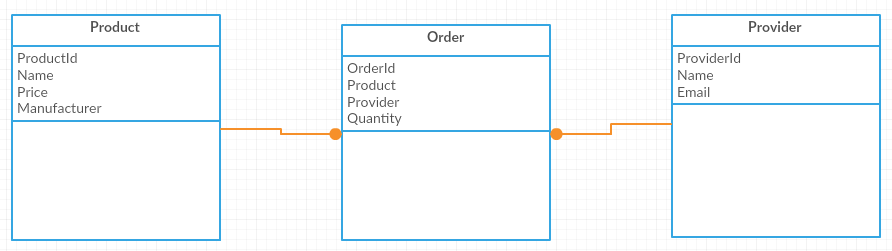 Product
ProductId
Name
Price
Manufacturer
Order
OrderId
Product
Provider
Quantity
Provider
ProviderId
Name
Email